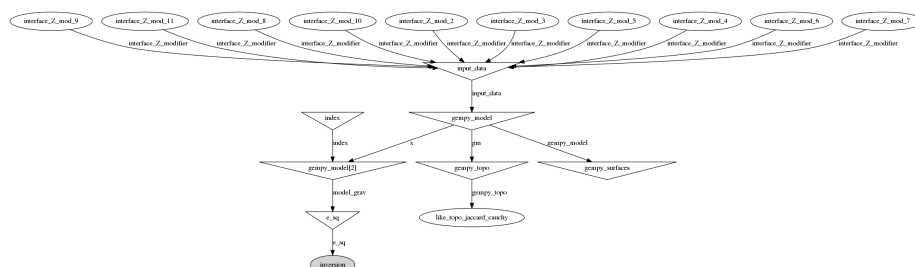 interface_Z_mod_9
interface_Z_mod_11
interface_Z_mod_8
interface_Z_mod_10
interface_Z_mod_2
interface_Z_mod_3
interface_Z_mod_5
interface_Z_mod_4
interface_Z_mod_6
interface_Z_mod_7
interface_Z_modifier
interface_Z_modifier
interface_Z_modifier
interface_Z_modifier
interface_Z_modifier
interface_Z_modifier
interface_Z_modifier
interface_Z_modifier
interface_Z_modifier
interface_Z_modifier
input_data
input_data
index
gempy_model
index
x
gm
gempy_model
gempy_model[2]
gempy_topo
gempy_surfaces
model_grav
gempy_topo
e_sq
like_topo_jaccard_cauchy
e_sq
inversion